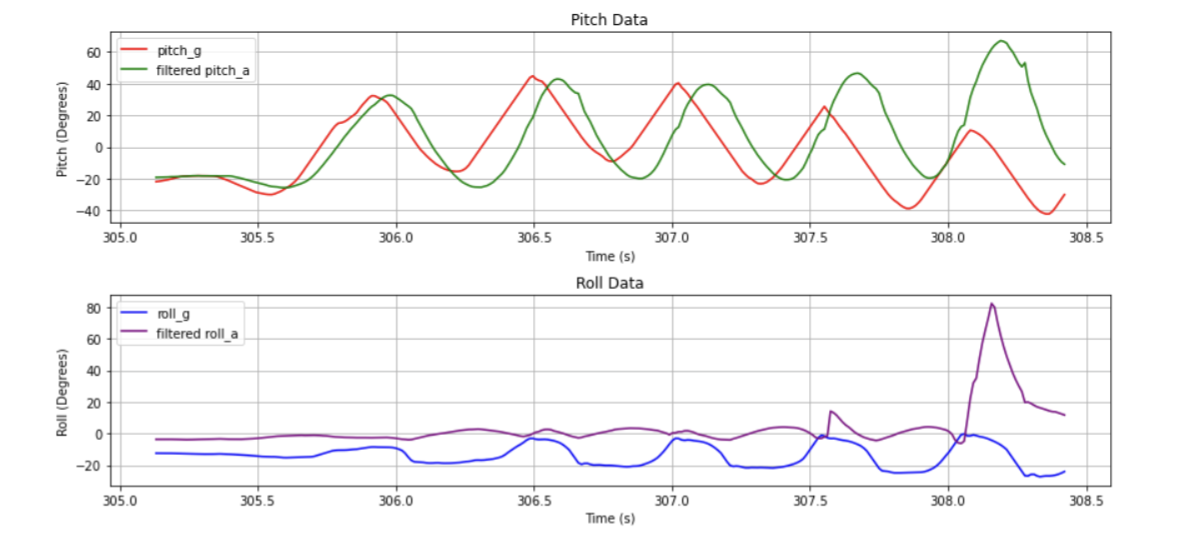 Pitch Data
pitch_g
filtered pitch_a
60
40
20
0
−20
−40
Pitch (Degrees)
305.0 305.5 306.0 306.5 307.0 307.5 308.0 308.5
Time (s)
Roll Data
roll_g
filtered roll_a
80
60
40
20
0
−20
Roll (Degrees)
305.0 305.5 306.0 306.5 307.0 307.5 308.0 308.5
Time (s)